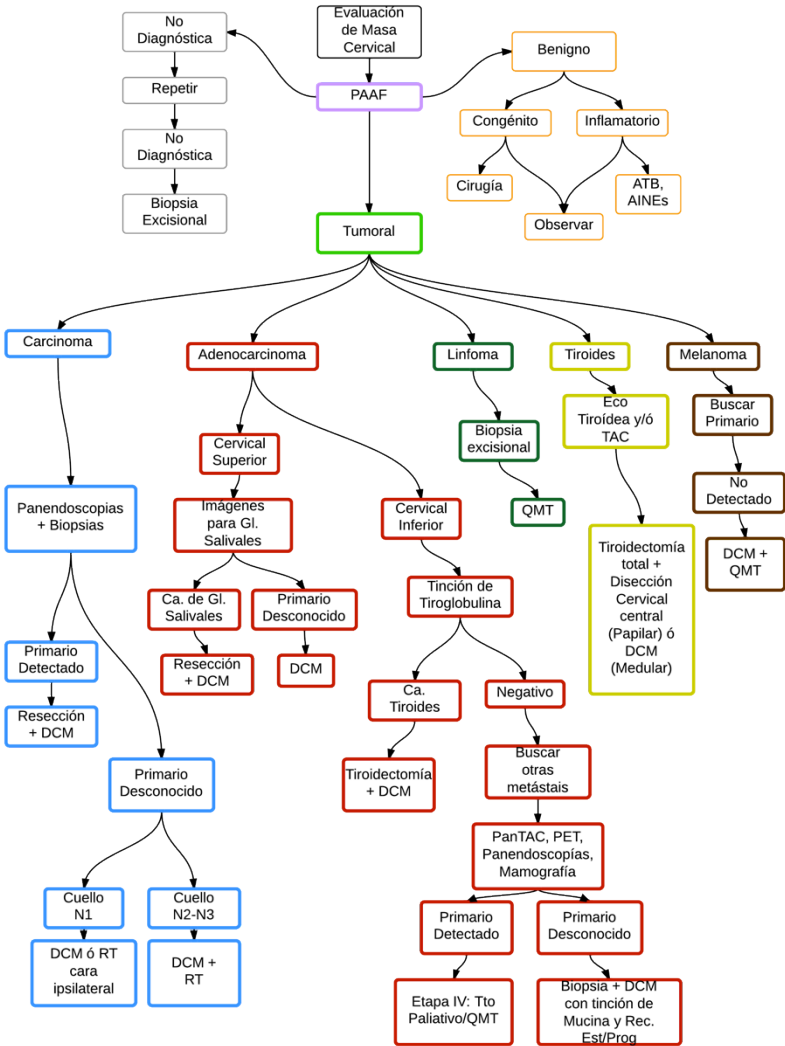 Evaluación
de Masa
Cervical
No
Diagnóstica
Benigno
PAAF
Repetir
Congénito
Inflamatorio
No
Diagnóstica
Cirugía
ATB,
AINEs
Biopsia
Excisional
Observar
Tumoral
Carcinoma
Adenocarcinoma
Linfoma
Tiroides
Melanoma
Eco
Tiroídea y/ó
TAC
Buscar
Primario
Cervical
Superior
Biopsia
excisional
No
Detectado
Panendoscopias
+ Biopsias
Imágenes
para Gl.
Salivales
Cervical
Inferior
QMT
Tiroidectomía
total +
Disección
Cervical
central
(Papilar) ó
DCM
(Medular)
DCM +
QMT
Ca. de Gl.
Salivales
Primario
Desconocido
Tinción de
Tiroglobulina
Primario
Detectado
Resección
+ DCM
DCM
Ca.
Tiroides
Negativo
Resección
+ DCM
Primario
Desconocido
Tiroidectomía
+ DCM
Buscar
otras
metástais
PanTAC, PET,
Panendoscopías,
Mamografía
Cuello
N1
Cuello
N2-N3
Primario
Detectado
Primario
Desconocido
DCM ó RT
cara
ipsilateral
DCM +
RT
Etapa IV: Tto
Paliativo/QMT
Biopsia + DCM
con tinción de
Mucina y Rec.
Est/Prog